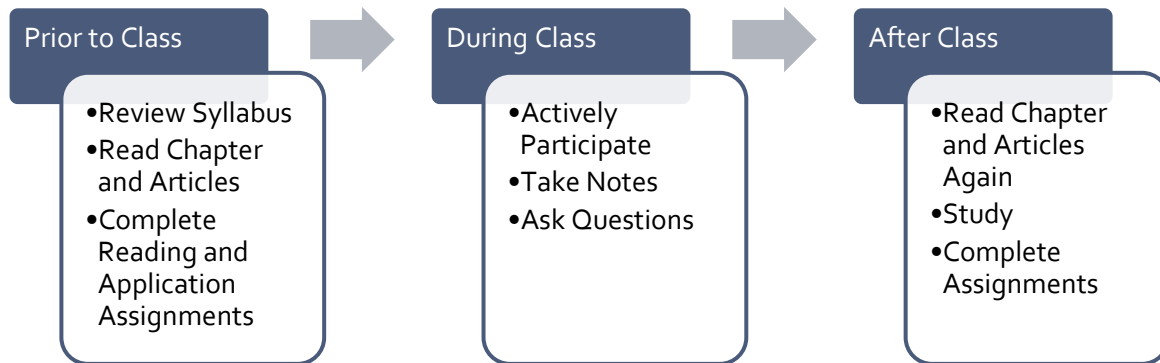 Prior to Class
•Review Syllabus
•Read Chapter
and Articles
•Complete
Reading and
Application
Assignments
During Class
•Actively
Participate
•Take Notes
•Ask Questions
After Class
•Read Chapter
and Articles
Again
•Study
•Complete
Assignments